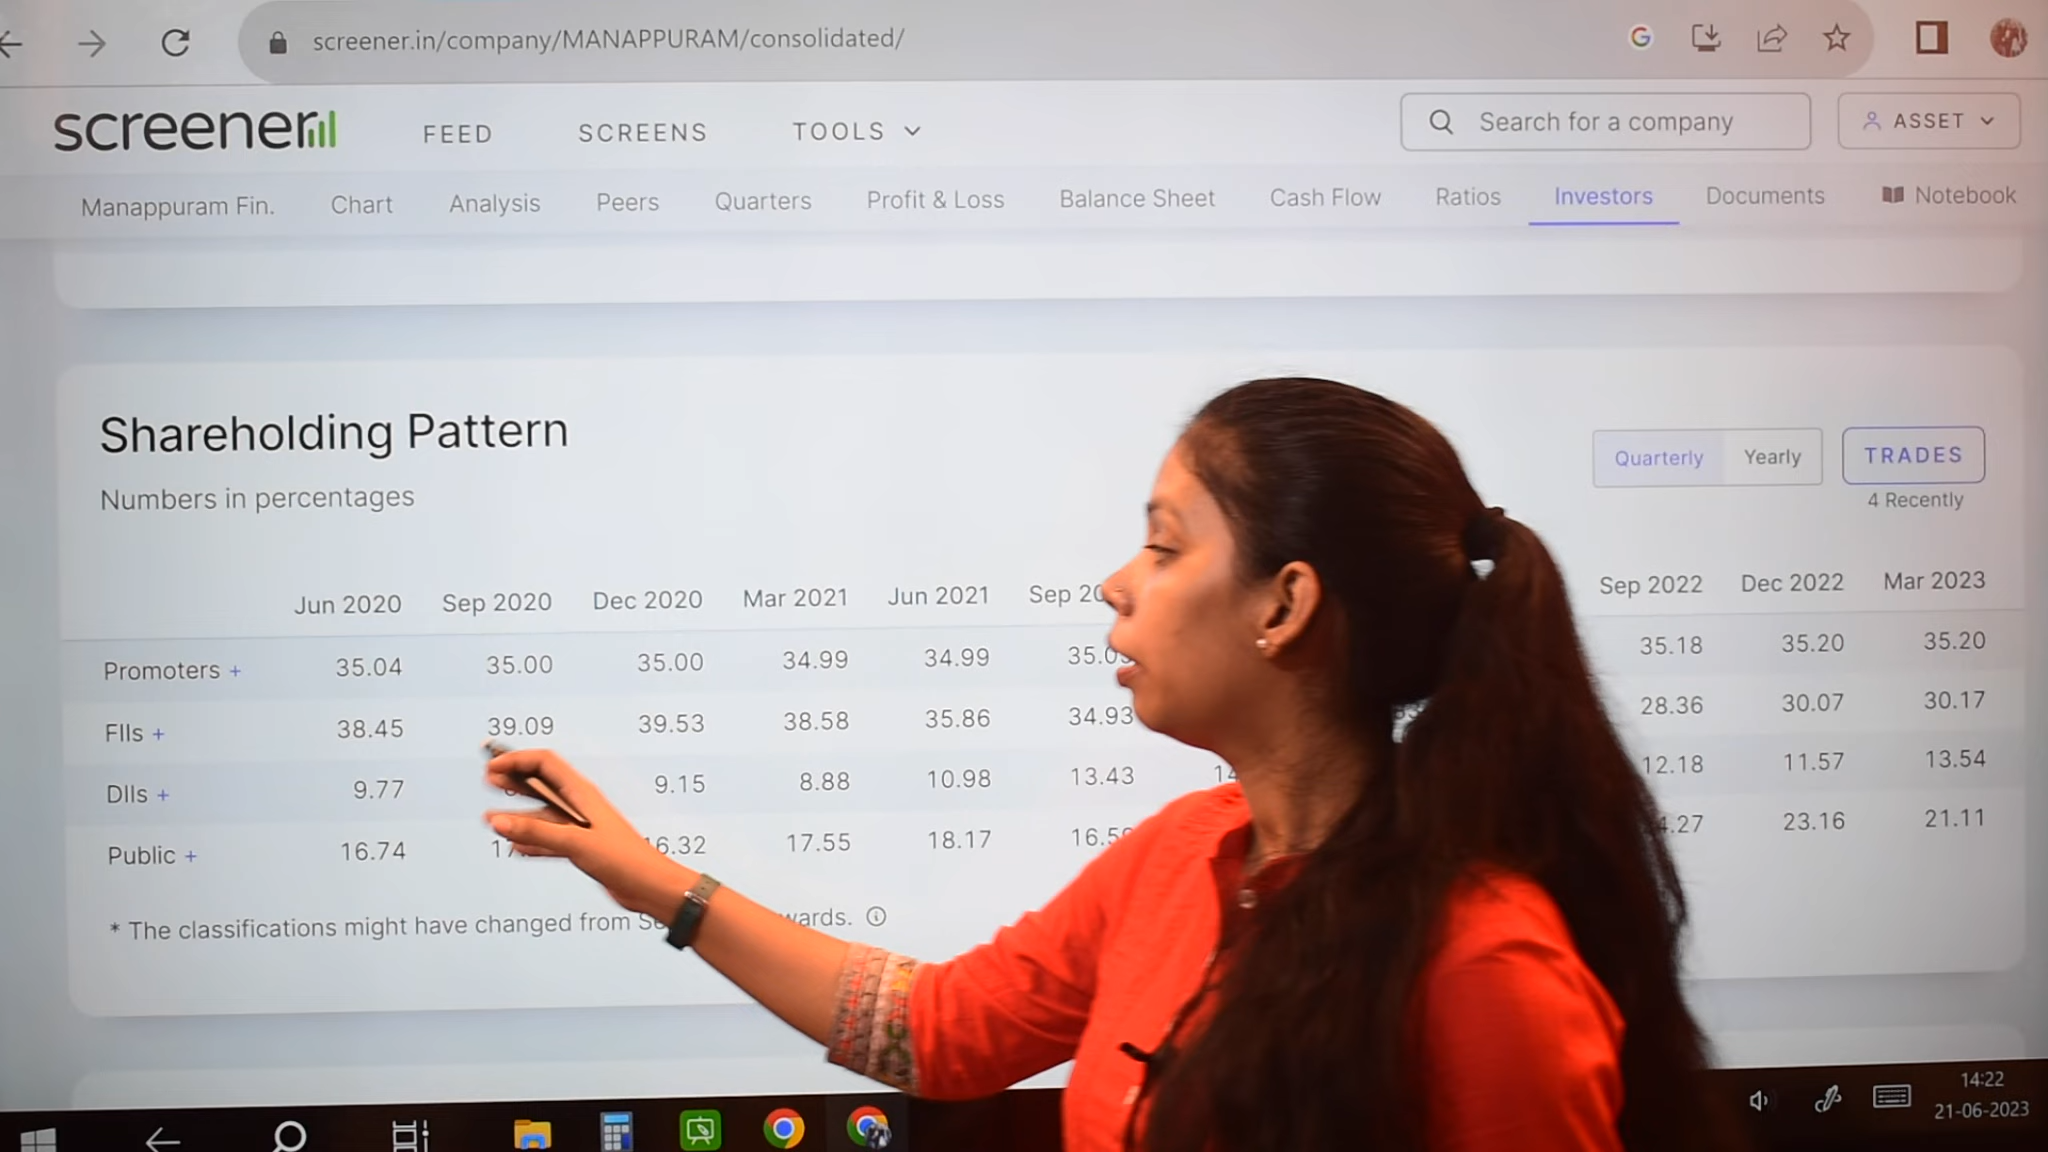 screener.in/company/MANAPPURAM/consolidated/
screener FEED SCREENS TOOLS Search for a company ASSET
Manappuram Fin. Chart Analysis Peers Quarters Profit & Loss Balance Sheet Cash Flow Ratios Investors Documents Notebook
Shareholding Pattern
Numbers in percentages
Quarterly Yearly TRADES
4 Recently
Jun 2020 Sep 2020 Dec 2020 Mar 2021 Jun 2021 Sep Sep 2022 Dec 2022 Mar 2023
Promoters + 35.04 35.00 35.00 34.99 34.99 35.18 35.20 35.20
FIIs + 38.45 39.09 39.53 38.58 35.86 34.93 28.36 30.07 30.17
DIIs + 9.77 9.15 8.88 10.98 13.43 12.18 11.57 13.54
Public + 16.74 17.55 18.17 23.16 21.11
* The classifications might have changed from
14:22
21-06-2023